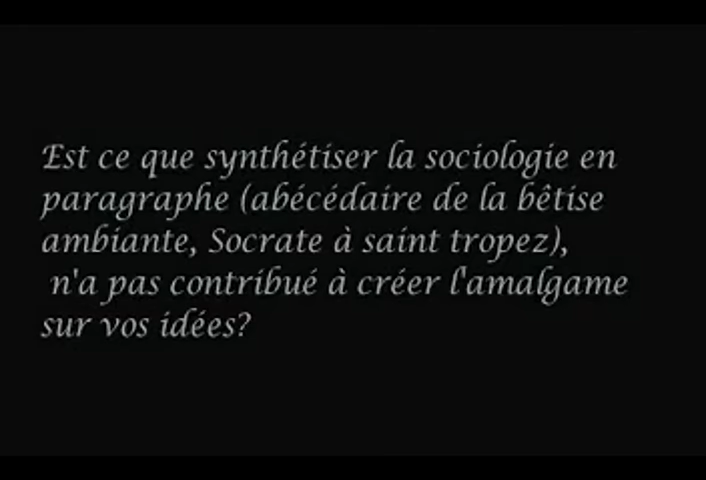 Est ce que synthétiser la sociologie en
paragraphe (abécédaire de la bêtise
ambiante, Socrate à saint tropez),
n'a pas contribué à créer l'amalgame
sur vos idées?